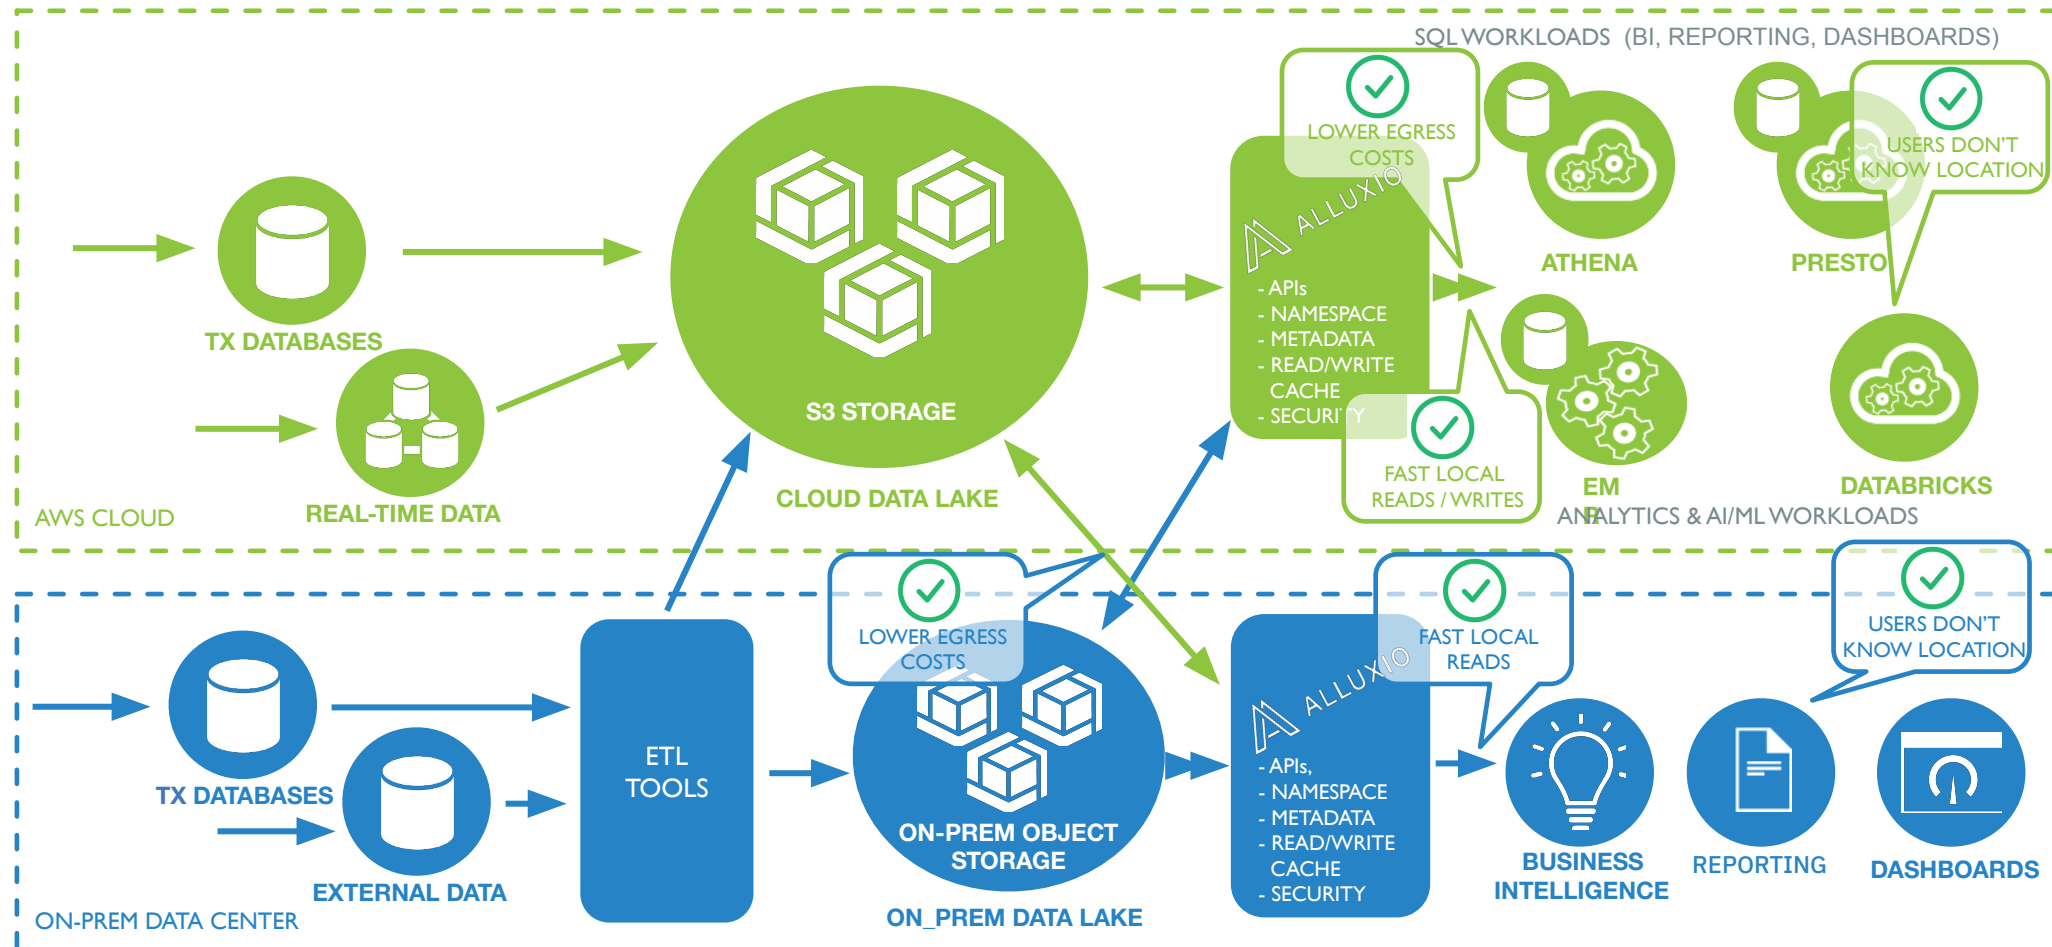 SQL WORKLOADS (BI, REPORTING, DASHBOARDS)
LOWER EGRESS
COSTS
USERS DON'T
KNOW LOCATION
ALLUXIO
ATHENA
PRESTO
- APIs
- NAMESPACE
- METADATA
- READ/WRITE
CACHE
- SECURITY
TX DATABASES
S3 STORAGE
FAST LOCAL
READS / WRITES
EM
R
DATABRICKS
CLOUD DATA LAKE
REAL-TIME DATA
AWS CLOUD
ANALYTICS & AI/ML WORKLOADS
LOWER EGRESS
COSTS
FAST LOCAL
READS
USERS DON'T
KNOW LOCATION
ALLUXIO
ETL
TOOLS
- APIs,
- NAMESPACE
- METADATA
- READ/WRITE
CACHE
- SECURITY
TX DATABASES
ON-PREM OBJECT
STORAGE
BUSINESS
INTELLIGENCE
REPORTING
DASHBOARDS
EXTERNAL DATA
ON_PREM DATA LAKE
ON-PREM DATA CENTER